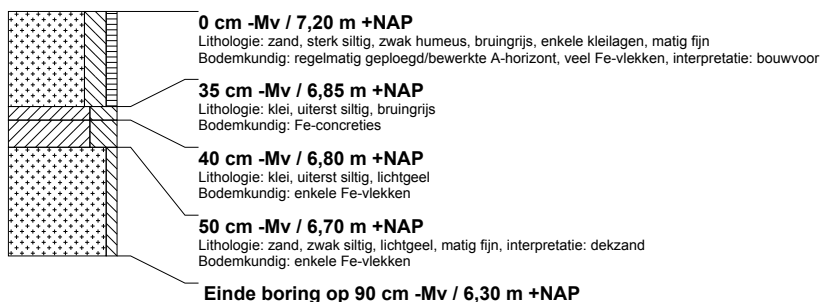 0 cm -Mv / 7,20 m +NAP
Lithologie: zand, sterk siltig, zwak humeus, bruingrijs, enkele kleilagen, matig fijn
Bodemkundig: regelmatig geploegd/bewerkte A-horizont, veel Fe-vlekken, interpretatie: bouwvoor
35 cm -Mv / 6,85 m +NAP
Lithologie: klei, uiterst siltig, bruingrijs
Bodemkundig: Fe-concreties
40 cm -Mv / 6,80 m +NAP
Lithologie: klei, uiterst siltig, lichtgeel
Bodemkundig: enkele Fe-vlekken
50 cm -Mv / 6,70 m +NAP
Lithologie: zand, zwak siltig, lichtgeel, matig fijn, interpretatie: dekzand
Bodemkundig: enkele Fe-vlekken
Einde boring op 90 cm -Mv / 6,30 m +NAP